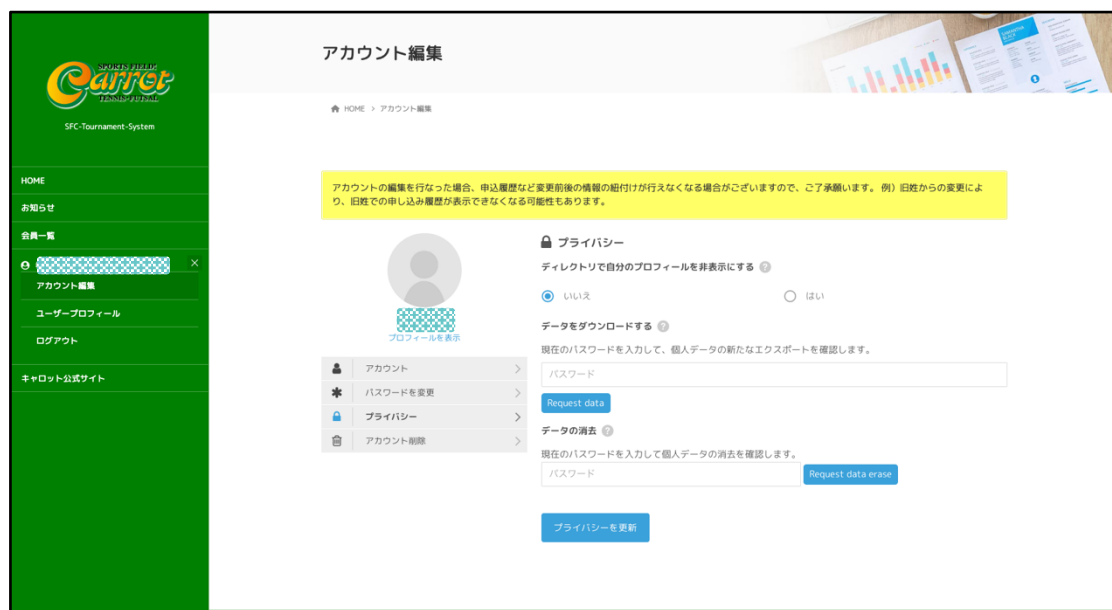 SPORTS FIELD
Carrot
TENNIS·FUTSAL
SFC-Tournament-System
HOME
お知らせ
会員一覧
アカウント編集
ユーザープロフィール
ログアウト
キャロット公式サイト
アカウント編集
HOME > アカウント編集
アカウントの編集を行なった場合、申込履歴など変更前後の情報の紐付けが行えなくなる場合がございますので、ご了承願います。 例）旧姓からの変更によ
り、旧姓での申し込み履歴が表示できなくなる可能性もあります。
プロフィールを表示
アカウント
パスワードを変更
プライバシー
アカウント削除
プライバシー
ディレクトリで自分のプロフィールを非表示にする
いいえ
はい
データをダウンロードする
現在のパスワードを入力して、個人データの新たなエクスポートを確認します。
パスワード
Request data
データの消去
現在のパスワードを入力して個人データの消去を確認します。
パスワード
Request data erase
プライバシーを更新